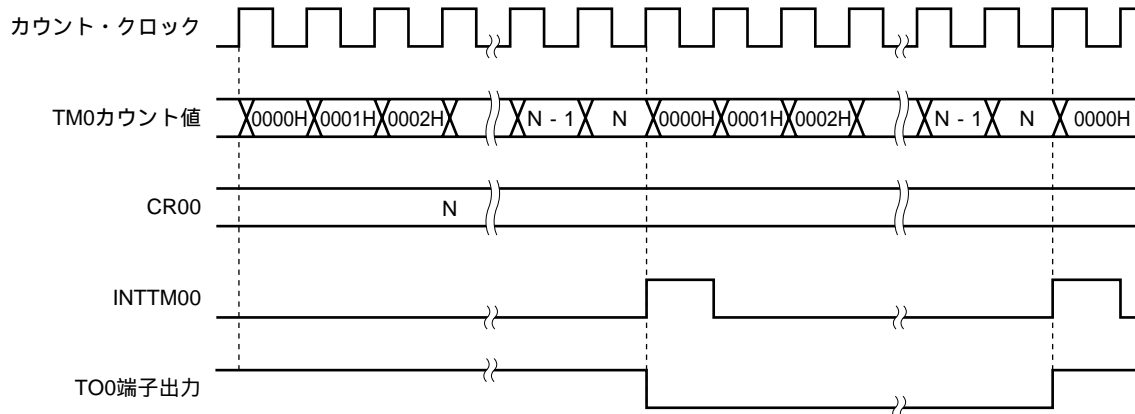 カウント・クロック
TM0カウント値 0000H 0001H 0002H N - 1 N 0000H 0001H 0002H N - 1 N 0000H
CR00 N
INTTM00
TO0端子出力